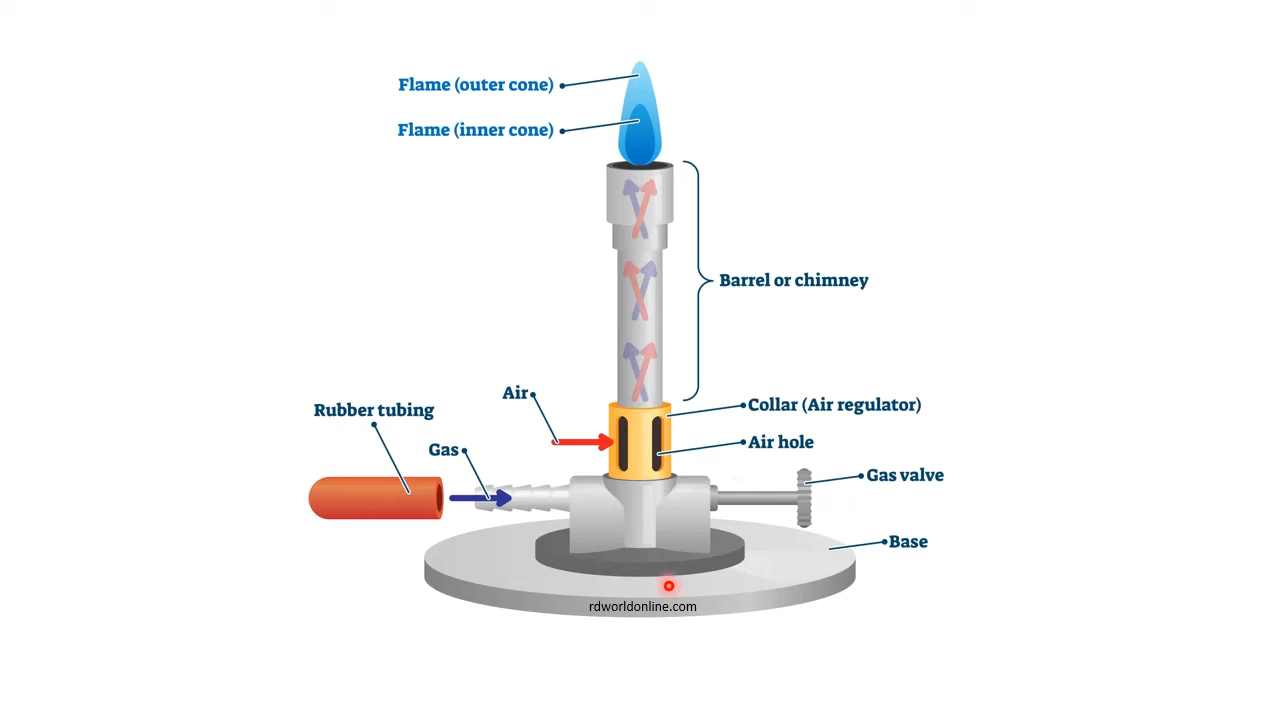 Flame (outer cone)
Flame (inner cone)
Barrel or chimney
Air
Collar (Air regulator)
Rubber tubing
Air hole
Gas
Gas valve
Base
rdworldonline.com